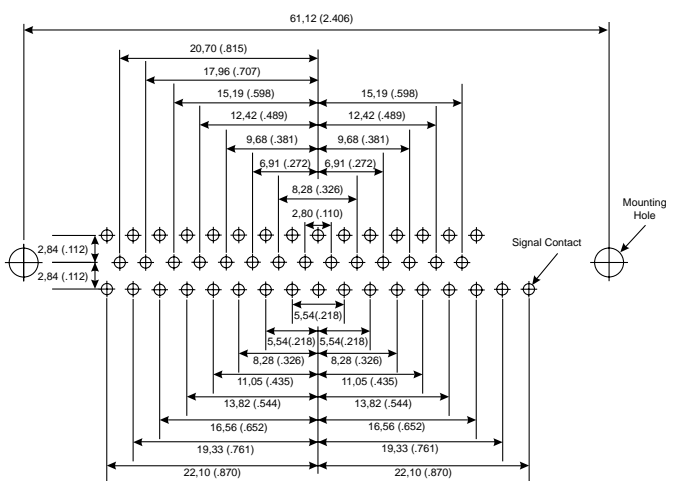 61,12 (2.406)
20,70 (.815)
17,96 (.707)
15,19 (.598) 15,19 (.598)
12,42 (.489) 12,42 (.489)
9,68 (.381) 9,68 (.381)
6,91 (.272) 6,91 (.272)
8,28 (.326)
2,80 (.110)
Mounting
Hole
Signal Contact
2,84 (.112)
2,84 (.112)
5,54(.218)
5,54(.218) 5,54(.218)
8,28 (.326) 8,28 (.326)
11,05 (.435) 11,05 (.435)
13,82 (.544) 13,82 (.544)
16,56 (.652) 16,56 (.652)
19,33 (.761) 19,33 (.761)
22,10 (.870) 22,10 (.870)